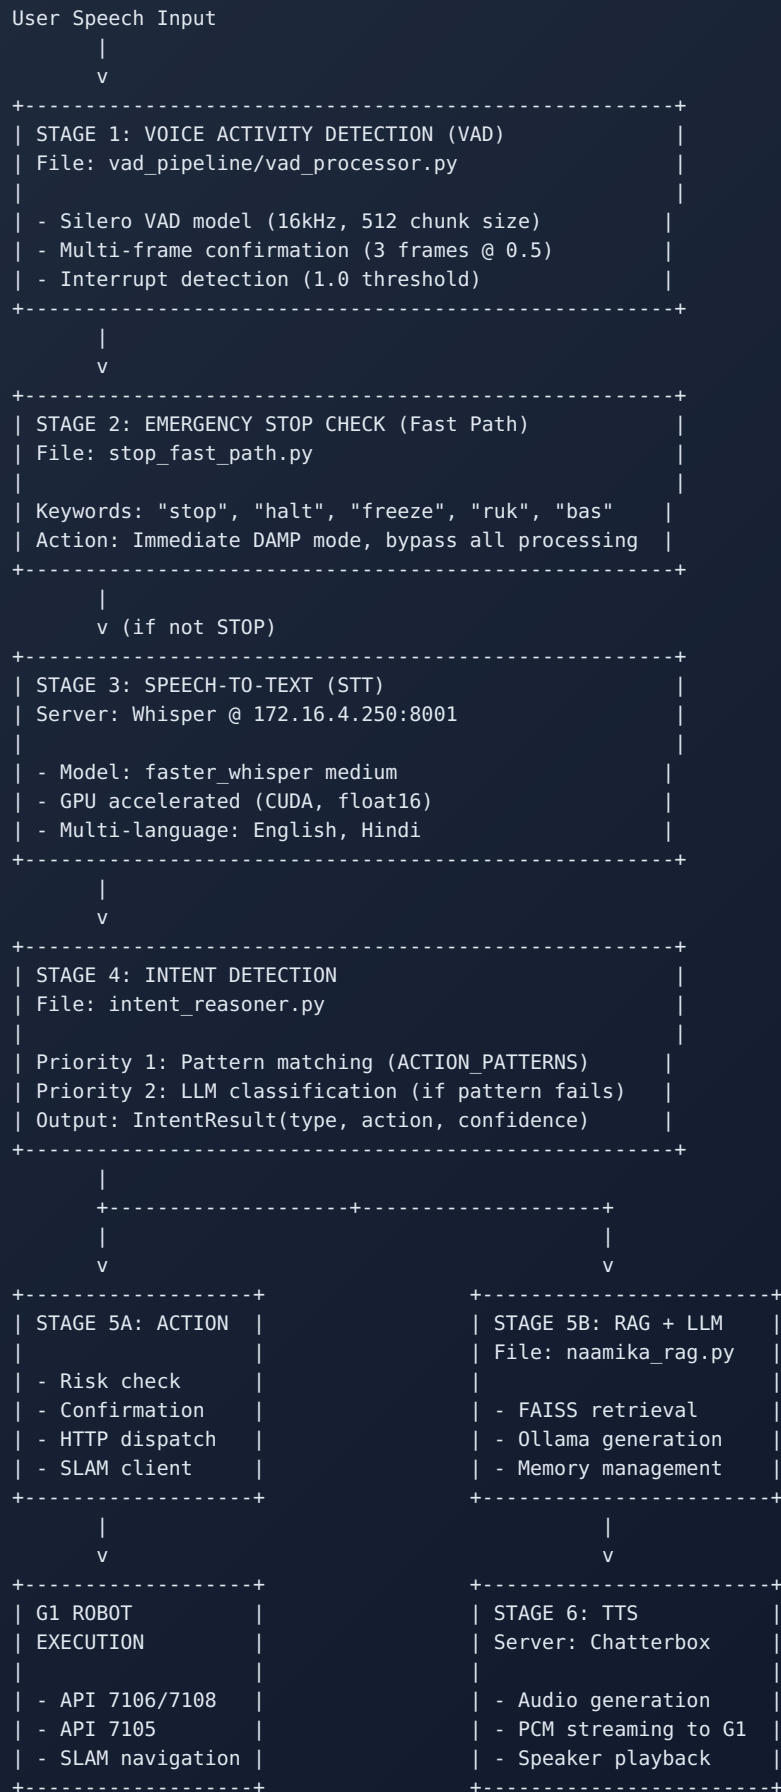 User Speech Input
       |
       v
+------------------------------------------------------+
| STAGE 1: VOICE ACTIVITY DETECTION (VAD)              |
| File: vad_pipeline/vad_processor.py                  |
|                                                      |
| - Silero VAD model (16kHz, 512 chunk size)          |
| - Multi-frame confirmation (3 frames @ 0.5)         |
| - Interrupt detection (1.0 threshold)               |
+------------------------------------------------------+
       |
       v
+------------------------------------------------------+
| STAGE 2: EMERGENCY STOP CHECK (Fast Path)            |
| File: stop_fast_path.py                              |
|                                                      |
| Keywords: "stop", "halt", "freeze", "ruk", "bas"    |
| Action: Immediate DAMP mode, bypass all processing  |
+------------------------------------------------------+
       |
       v (if not STOP)
+------------------------------------------------------+
| STAGE 3: SPEECH-TO-TEXT (STT)                        |
| Server: Whisper @ 172.16.4.250:8001                  |
|                                                      |
| - Model: faster_whisper medium                      |
| - GPU accelerated (CUDA, float16)                   |
| - Multi-language: English, Hindi                    |
+------------------------------------------------------+
       |
       v
+------------------------------------------------------+
| STAGE 4: INTENT DETECTION                            |
| File: intent_reasoner.py                             |
|                                                      |
| Priority 1: Pattern matching (ACTION_PATTERNS)      |
| Priority 2: LLM classification (if pattern fails)   |
| Output: IntentResult(type, action, confidence)      |
+------------------------------------------------------+
       |
       +--------------------+--------------------+
       |                                         |
       v                                         v
+-------------------+                 +------------------------+
| STAGE 5A: ACTION  |                 | STAGE 5B: RAG + LLM    |
|                   |                 | File: naamika_rag.py   |
| - Risk check      |                 |                        |
| - Confirmation    |                 | - FAISS retrieval      |
| - HTTP dispatch   |                 | - Ollama generation    |
| - SLAM client     |                 | - Memory management    |
+-------------------+                 +------------------------+
       |                                         |
       v                                         v
+-------------------+                 +------------------------+
| G1 ROBOT          |                 | STAGE 6: TTS           |
| EXECUTION         |                 | Server: Chatterbox     |
|                   |                 |                        |
| - API 7106/7108   |                 | - Audio generation     |
| - API 7105        |                 | - PCM streaming to G1  |
| - SLAM navigation |                 | - Speaker playback     |
+-------------------+                 +------------------------+